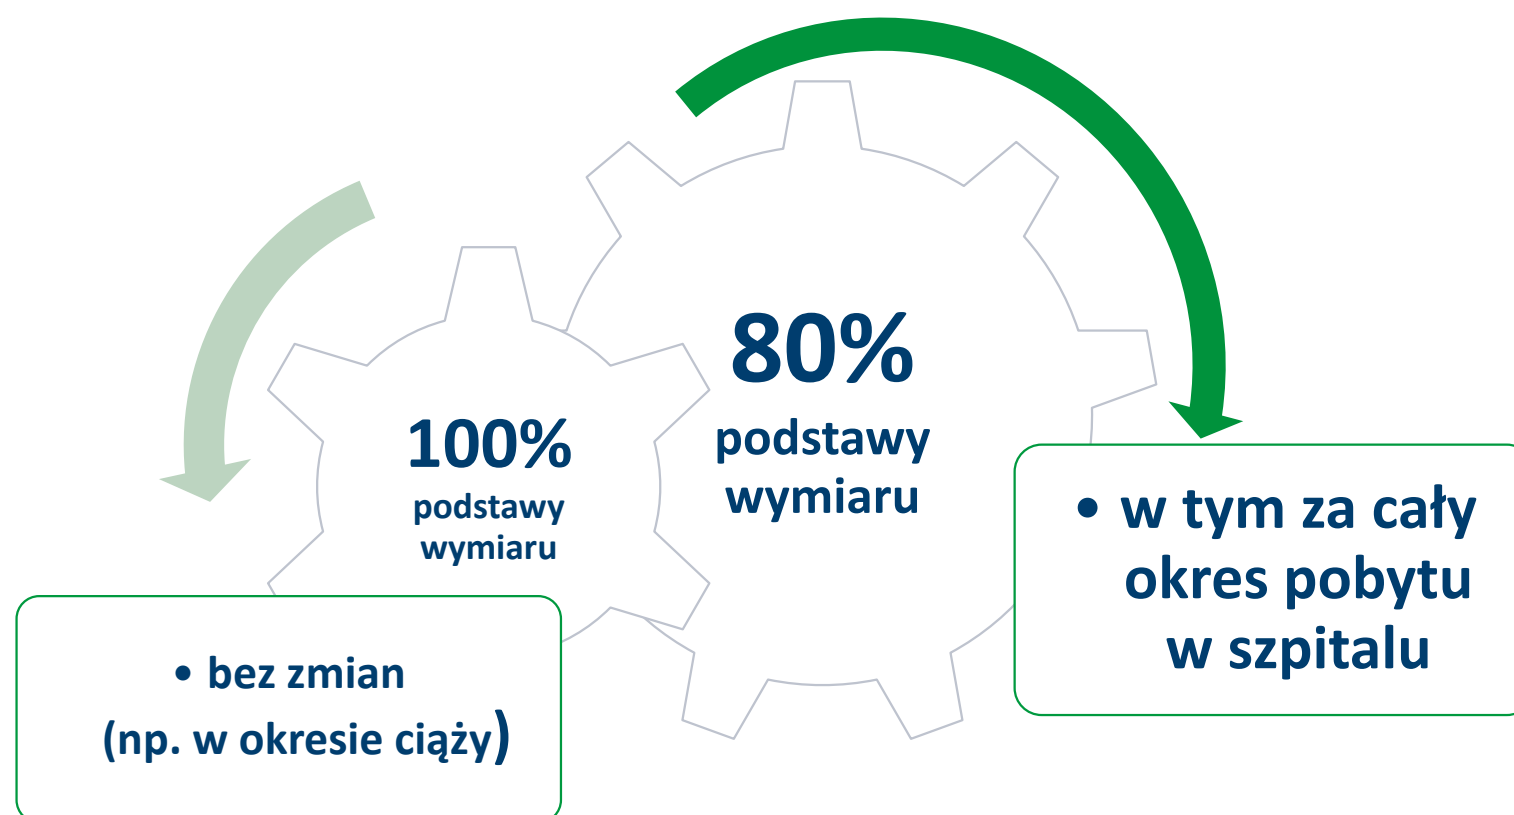 80%
podstawy
wymiaru
100%
podstawy
wymiaru
• w tym za cały
okres pobytu
w szpitalu
• bez zmian
(np. w okresie ciąży)